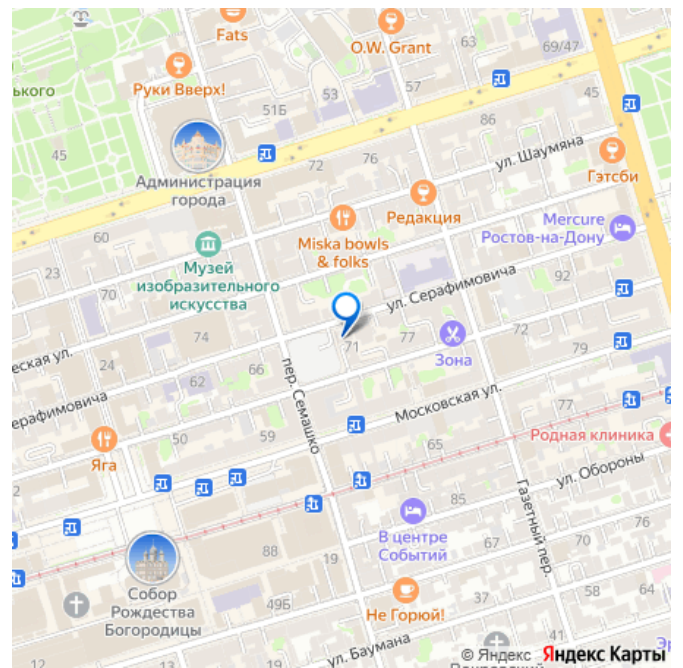 Fats
O.W. Grant
69/47
Руки Вверх!
53
57
63
ького
51Б
45
86
45
ул. Шаумяна
72
76
Гэтсби
Администрация
города
Редакция
Mercure
Ростов-на-Дону
60
Miska bowls
& folks
Музей
изобразительного
искусства
23
70
ул. Серафимовича
92
74
еская ул.
24
71
77
72
Зона
79
62
66
пер. Семашко
ерафимовича
Московская ул.
77
50
59
65
Родная клиника
Яга
2
ул. Обороны
85
Газетный пер.
76
В центре
Событий
88
67
70
19
Собор
Рождества
Богородицы
49Б
Не Горюй!
37
58
64
19
44
ул. Баумана
© Яндекс Яндекс Карты